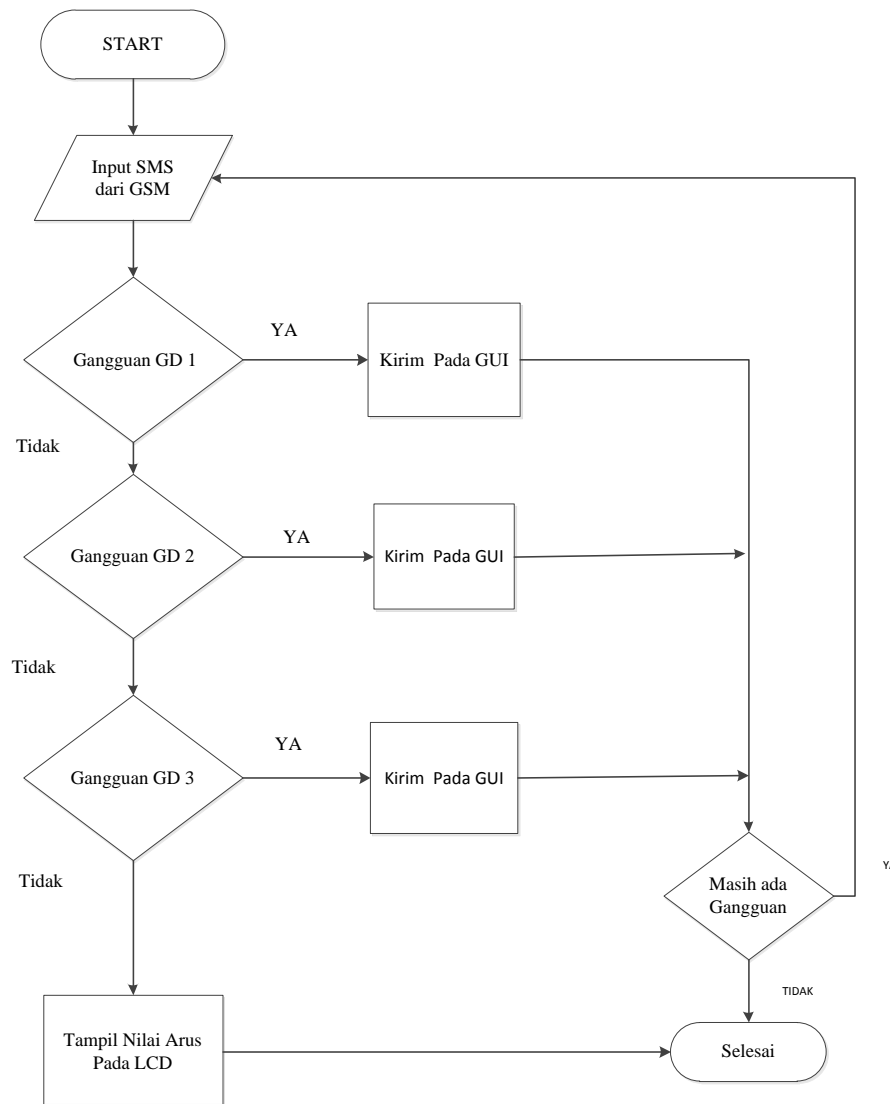 START
Input SMS
dari GSM
YA
Gangguan GD 1
Kirim Pada GUI
Tidak
YA
Gangguan GD 2
Kirim Pada GUI
Tidak
YA
Gangguan GD 3
Kirim Pada GUI
Tidak
Masih ada
Gangguan
TIDAK
Tampil Nilai Arus
Pada LCD
Selesai